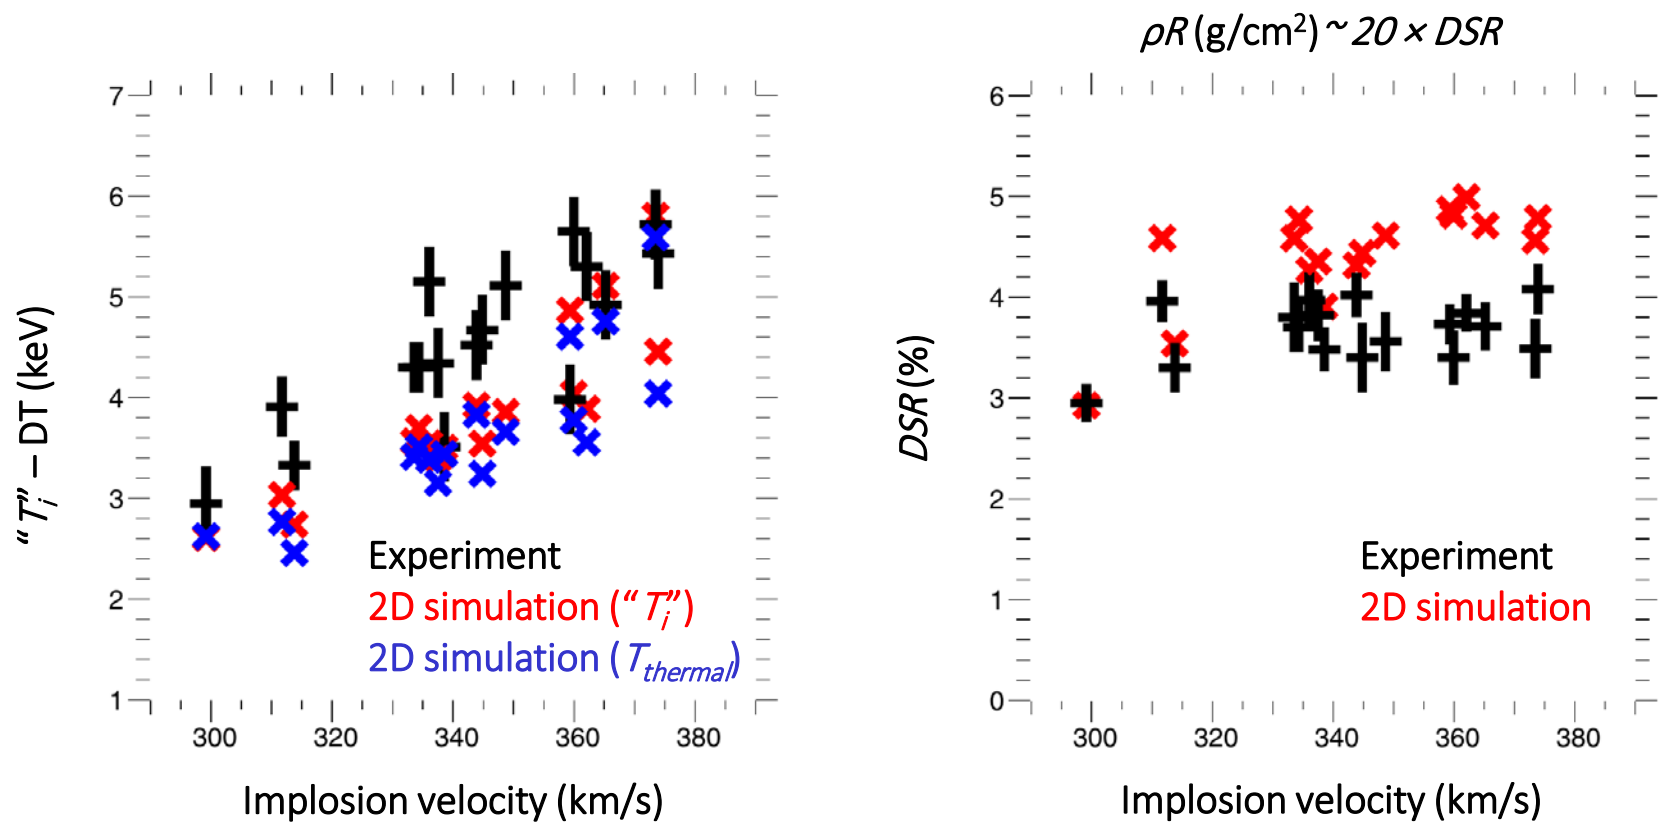 ρR (g/cm²) ~ 20 × DSR
7
6
5
4
3
2
1
300 320 340 360 380
"Tᵢ" – DT (keV)
Implosion velocity (km/s)
Experiment
2D simulation ("Tᵢ")
2D simulation (Tthermal)
6
5
4
3
2
1
0
300 320 340 360 380
DSR (%)
Implosion velocity (km/s)
Experiment
2D simulation